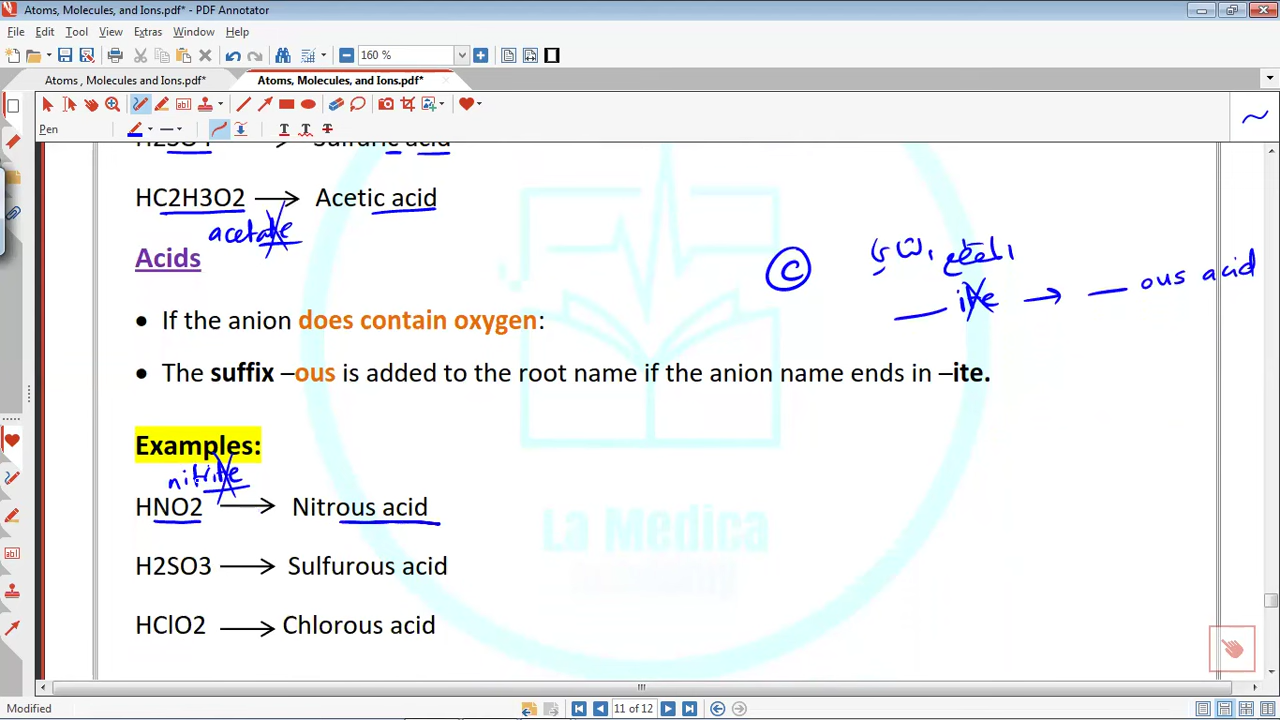 Atoms, Molecules, and Ions.pdf* - PDF Annotator
File Edit Tool View Extras Window Help
160 %
Atoms , Molecules and Ions.pdf* Atoms, Molecules, and Ions.pdf*
Pen
HC2H3O2 → Acetic acid
acetate
Acids
C
ite → ous acid
• If the anion does contain oxygen:
• The suffix –ous is added to the root name if the anion name ends in –ite.
Examples:
nitrite
HNO2 → Nitrous acid
H2SO3 → Sulfurous acid
HClO2 → Chlorous acid
La Medica
Modified
11 of 12